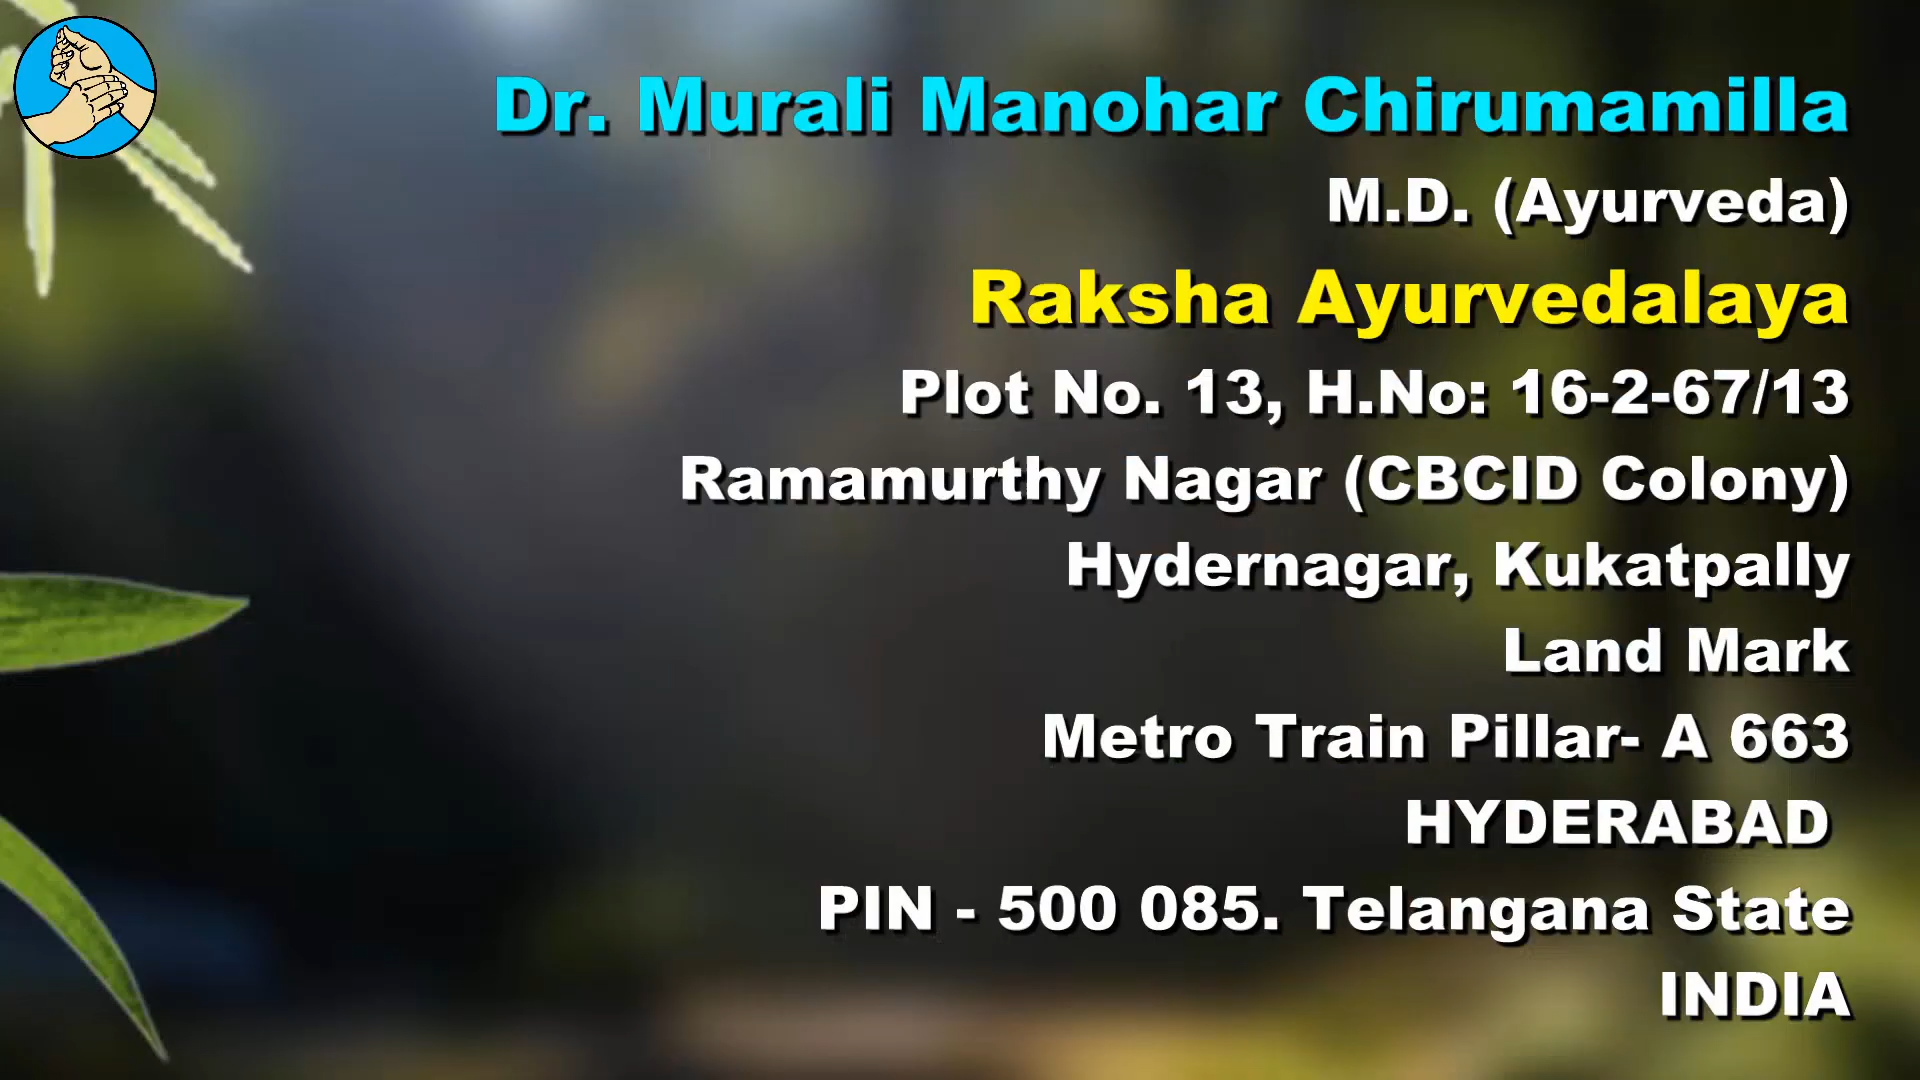 Dr. Murali Manohar Chirumamilla
M.D. (Ayurveda)
Raksha Ayurvedalaya
Plot No. 13, H.No: 16-2-67/13
Ramamurthy Nagar (CBCID Colony)
Hydernagar, Kukatpally
Land Mark
Metro Train Pillar- A 663
HYDERABAD
PIN - 500 085. Telangana State
INDIA